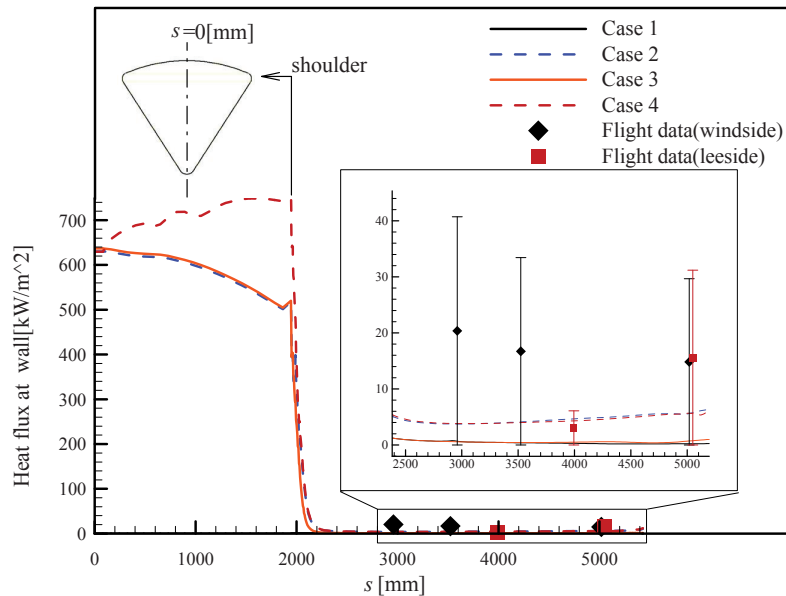 s=0[mm]
shoulder
Case 1
Case 2
Case 3
Case 4
Flight data(windside)
Flight data(leeside)
Heat flux at wall[kW/m^2]
700
600
500
400
300
200
100
0
0 1000 2000 3000 4000 5000
s [mm]
40
30
20
10
0
2500 3000 3500 4000 4500 5000